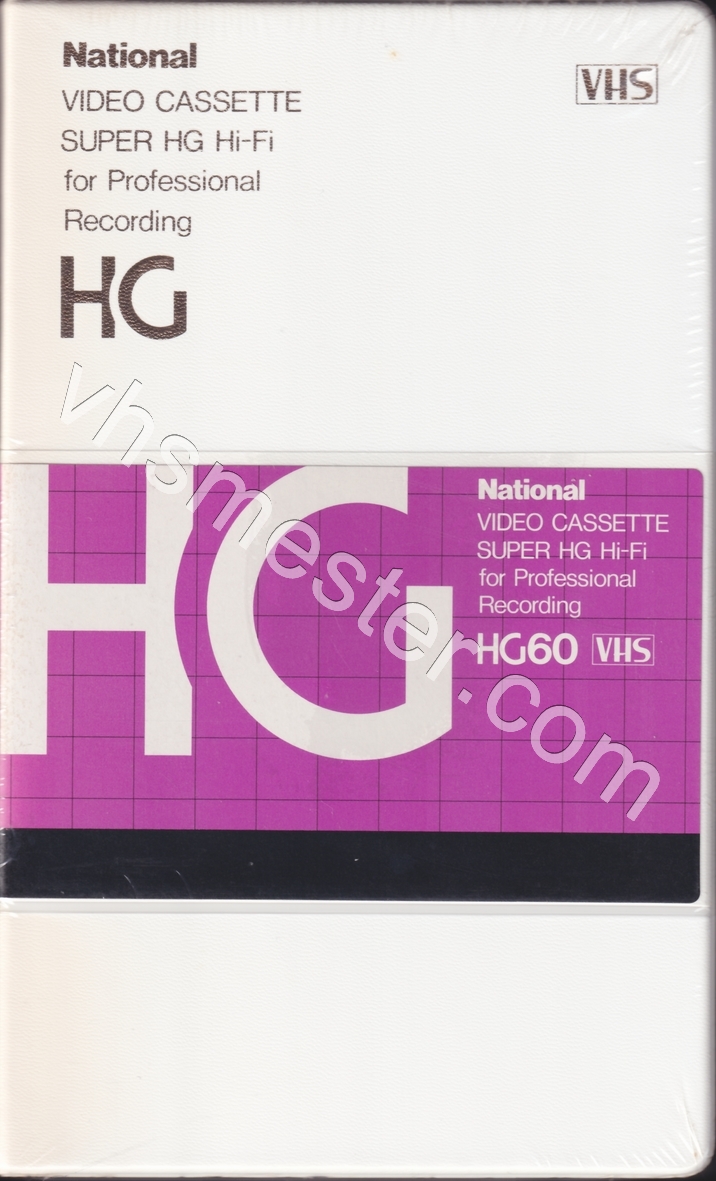 National
VHS
VIDEO CASSETTE
SUPER HG Hi-Fi
for Professional
Recording
HG
HG
National
VIDEO CASSETTE
SUPER HG Hi-Fi
for Professional
Recording
HG60 VHS
vhsmester.com